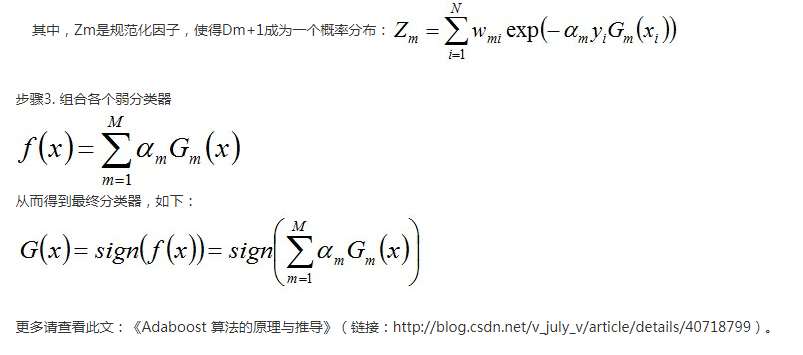 其中，Zm是规范化因子，使得Dm+1成为一个概率分布： $Z_m = \sum_{i=1}^{N} w_{mi} \exp(-\alpha_m y_i G_m(x_i))$
步骤3. 组合各个弱分类器
$f(x) = \sum_{m=1}^{M} \alpha_m G_m(x)$
从而得到最终分类器，如下：
$G(x) = sign(f(x)) = sign\left(\sum_{m=1}^{M} \alpha_m G_m(x)\right)$
更多请查看此文：《Adaboost 算法的原理与推导》（链接：http://blog.csdn.net/v_july_v/article/details/40718799）。